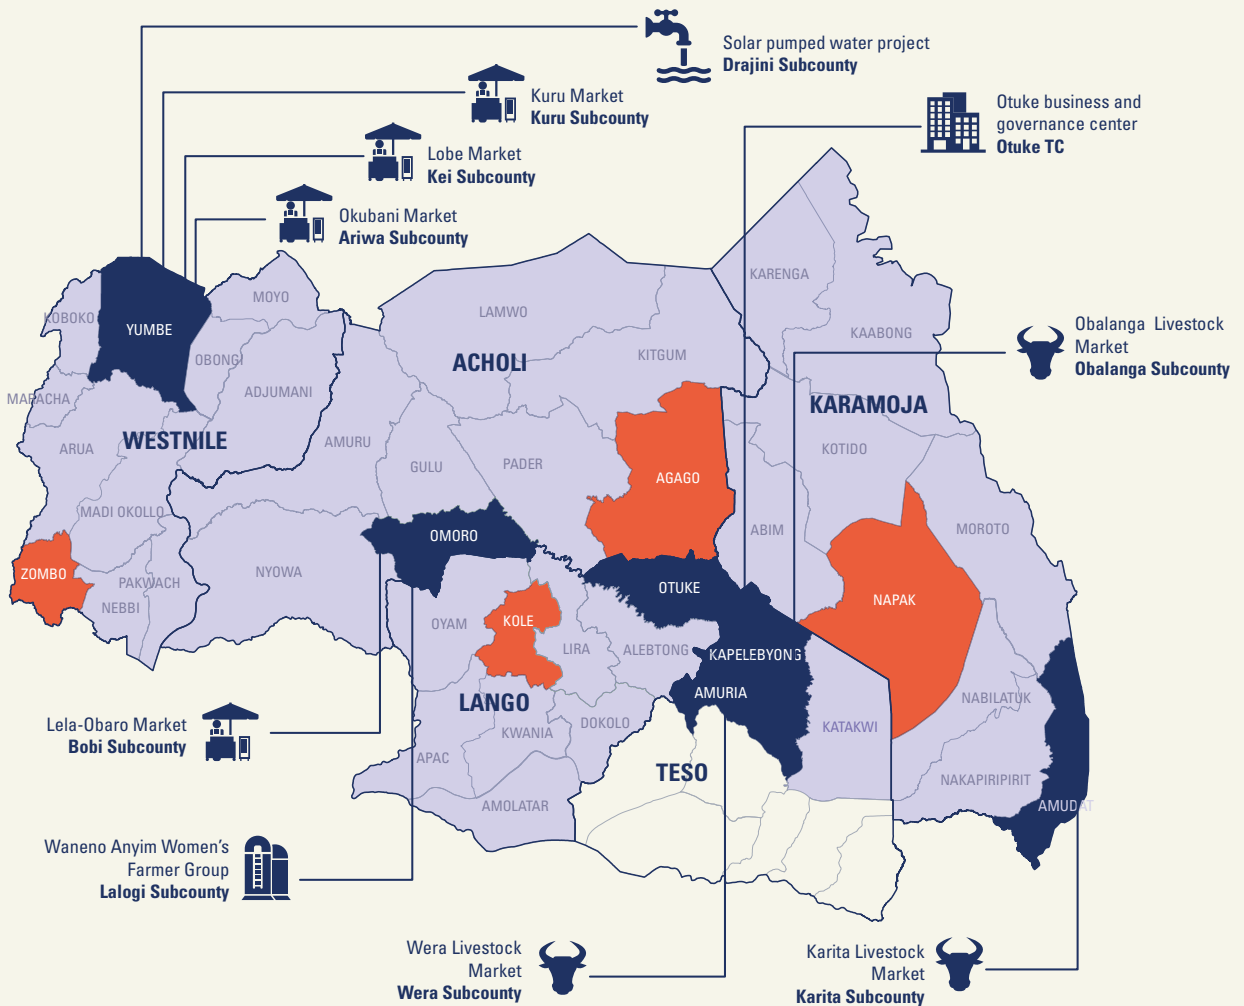 Solar pumped water project
Drajini Subcounty
Kuru Market
Kuru Subcounty
Otuke business and
governance center
Otuke TC
Lobe Market
Kei Subcounty
Okubani Market
Ariwa Subcounty
KARENGA
MOYO
KOBOKO
YUMBE
LAMWO
KAABONG
Obalanga Livestock
Market
Obalanga Subcounty
OBONGI
KITGUM
ACHOLI
ADJUMANI
MARACHA
KARAMOJA
WESTNILE
AMURU
ARUA
KOTIDO
GULU
PADER
AGAGO
MADI OKOLLO
ABIM
MOROTO
OMORO
ZOMBO
NYOWA
PAKWACH
OTUKE
NAPAK
NEBBI
OYAM
KOLE
LIRA
ALEBTONG
KAPELEBYONG
AMURIA
NABILATUK
LANGO
DOKOLO
KWANIA
KATAKWI
Lela-Obaro Market
Bobi Subcounty
APAC
TESO
NAKAPIRIPIRIT
AMOLATAR
AMUDAT
Waneno Anyim Women's
Farmer Group
Lalogi Subcounty
Wera Livestock
Market
Wera Subcounty
Karita Livestock
Market
Karita Subcounty